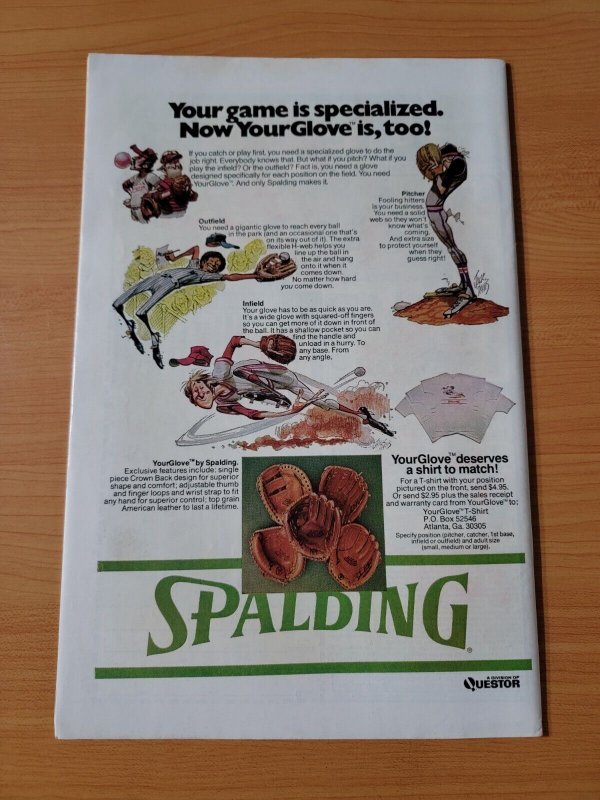 Your game is specialized.
Now YourGlove™ is, too!
If you catch or play first, you need a specialized glove to do the
job right. Everybody knows that. But what if you pitch? What if you
play the infield? Or the outfield? Fact is, you need a glove
designed specifically for each position on the field. You need
YourGlove™. And only Spalding makes it.
Pitcher
Fooling hitters
is your business.
You need a solid
web so they won't
know what's
coming.
And extra size
to protect yourself
when they
guess right!
Outfield
You need a gigantic glove to reach every ball
in the park (and an occasional one that's
on its way out of it). The extra
flexible H-web helps you
line up the ball in
the air and hang
onto it when it
comes down.
No matter how hard
you come down.
Infield
Your glove has to be as quick as you are.
It's a wide glove with squared-off fingers
so you can get more of it down in front of
the ball. It has a shallow pocket so you can
find the handle and
unload in a hurry. To
any base. From
any angle.
YourGlove™ by Spalding.
Exclusive features include: single
piece Crown Back design for superior
shape and comfort; adjustable thumb
and finger loops and wrist strap to fit
any hand for superior control; top grain
American leather to last a lifetime.
YourGlove™ deserves
a shirt to match!
For a T-shirt with your position
pictured on the front, send $4.95.
Or send $2.95 plus the sales receipt
and warranty card from YourGlove™ to:
YourGlove™ T-Shirt
P.O. Box 52546
Atlanta, Ga. 30305
Specify position (pitcher, catcher, 1st base,
infield or outfield) and adult size
(small, medium or large).
SPALDING®
A DIVISION OF
QUESTOR